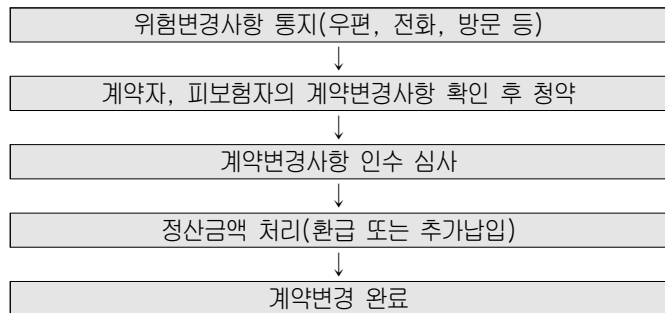 위험변경사항 통지(우편, 전화, 방문 등)
↓
계약자, 피보험자의 계약변경사항 확인 후 청약
↓
계약변경사항 인수 심사
↓
정산금액 처리(환급 또는 추가납입)
↓
계약변경 완료